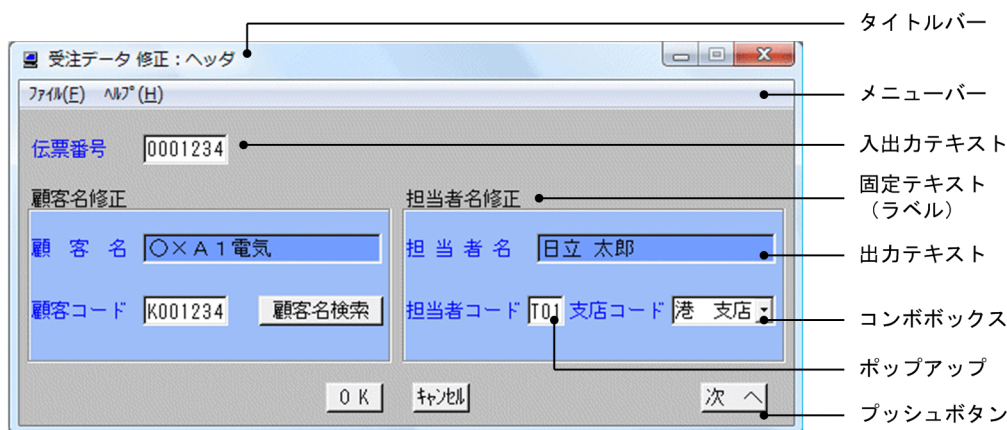 タイトルバー
受注データ 修正：ヘッダ
ﾌｧｲﾙ(F) ﾍﾙﾌﾟ(H)
メニューバー
伝票番号 0001234
入出力テキスト
固定テキスト
（ラベル）
顧客名修正
担当者名修正
顧 客 名 ○×Ａ１電気
担 当 者 名 日立 太郎
出力テキスト
顧客コード K001234 顧客名検索
担当者コード T01 支店コード 港　支店
コンボボックス
ポップアップ
ＯＫ ｷｬﾝｾﾙ 次 へ
プッシュボタン